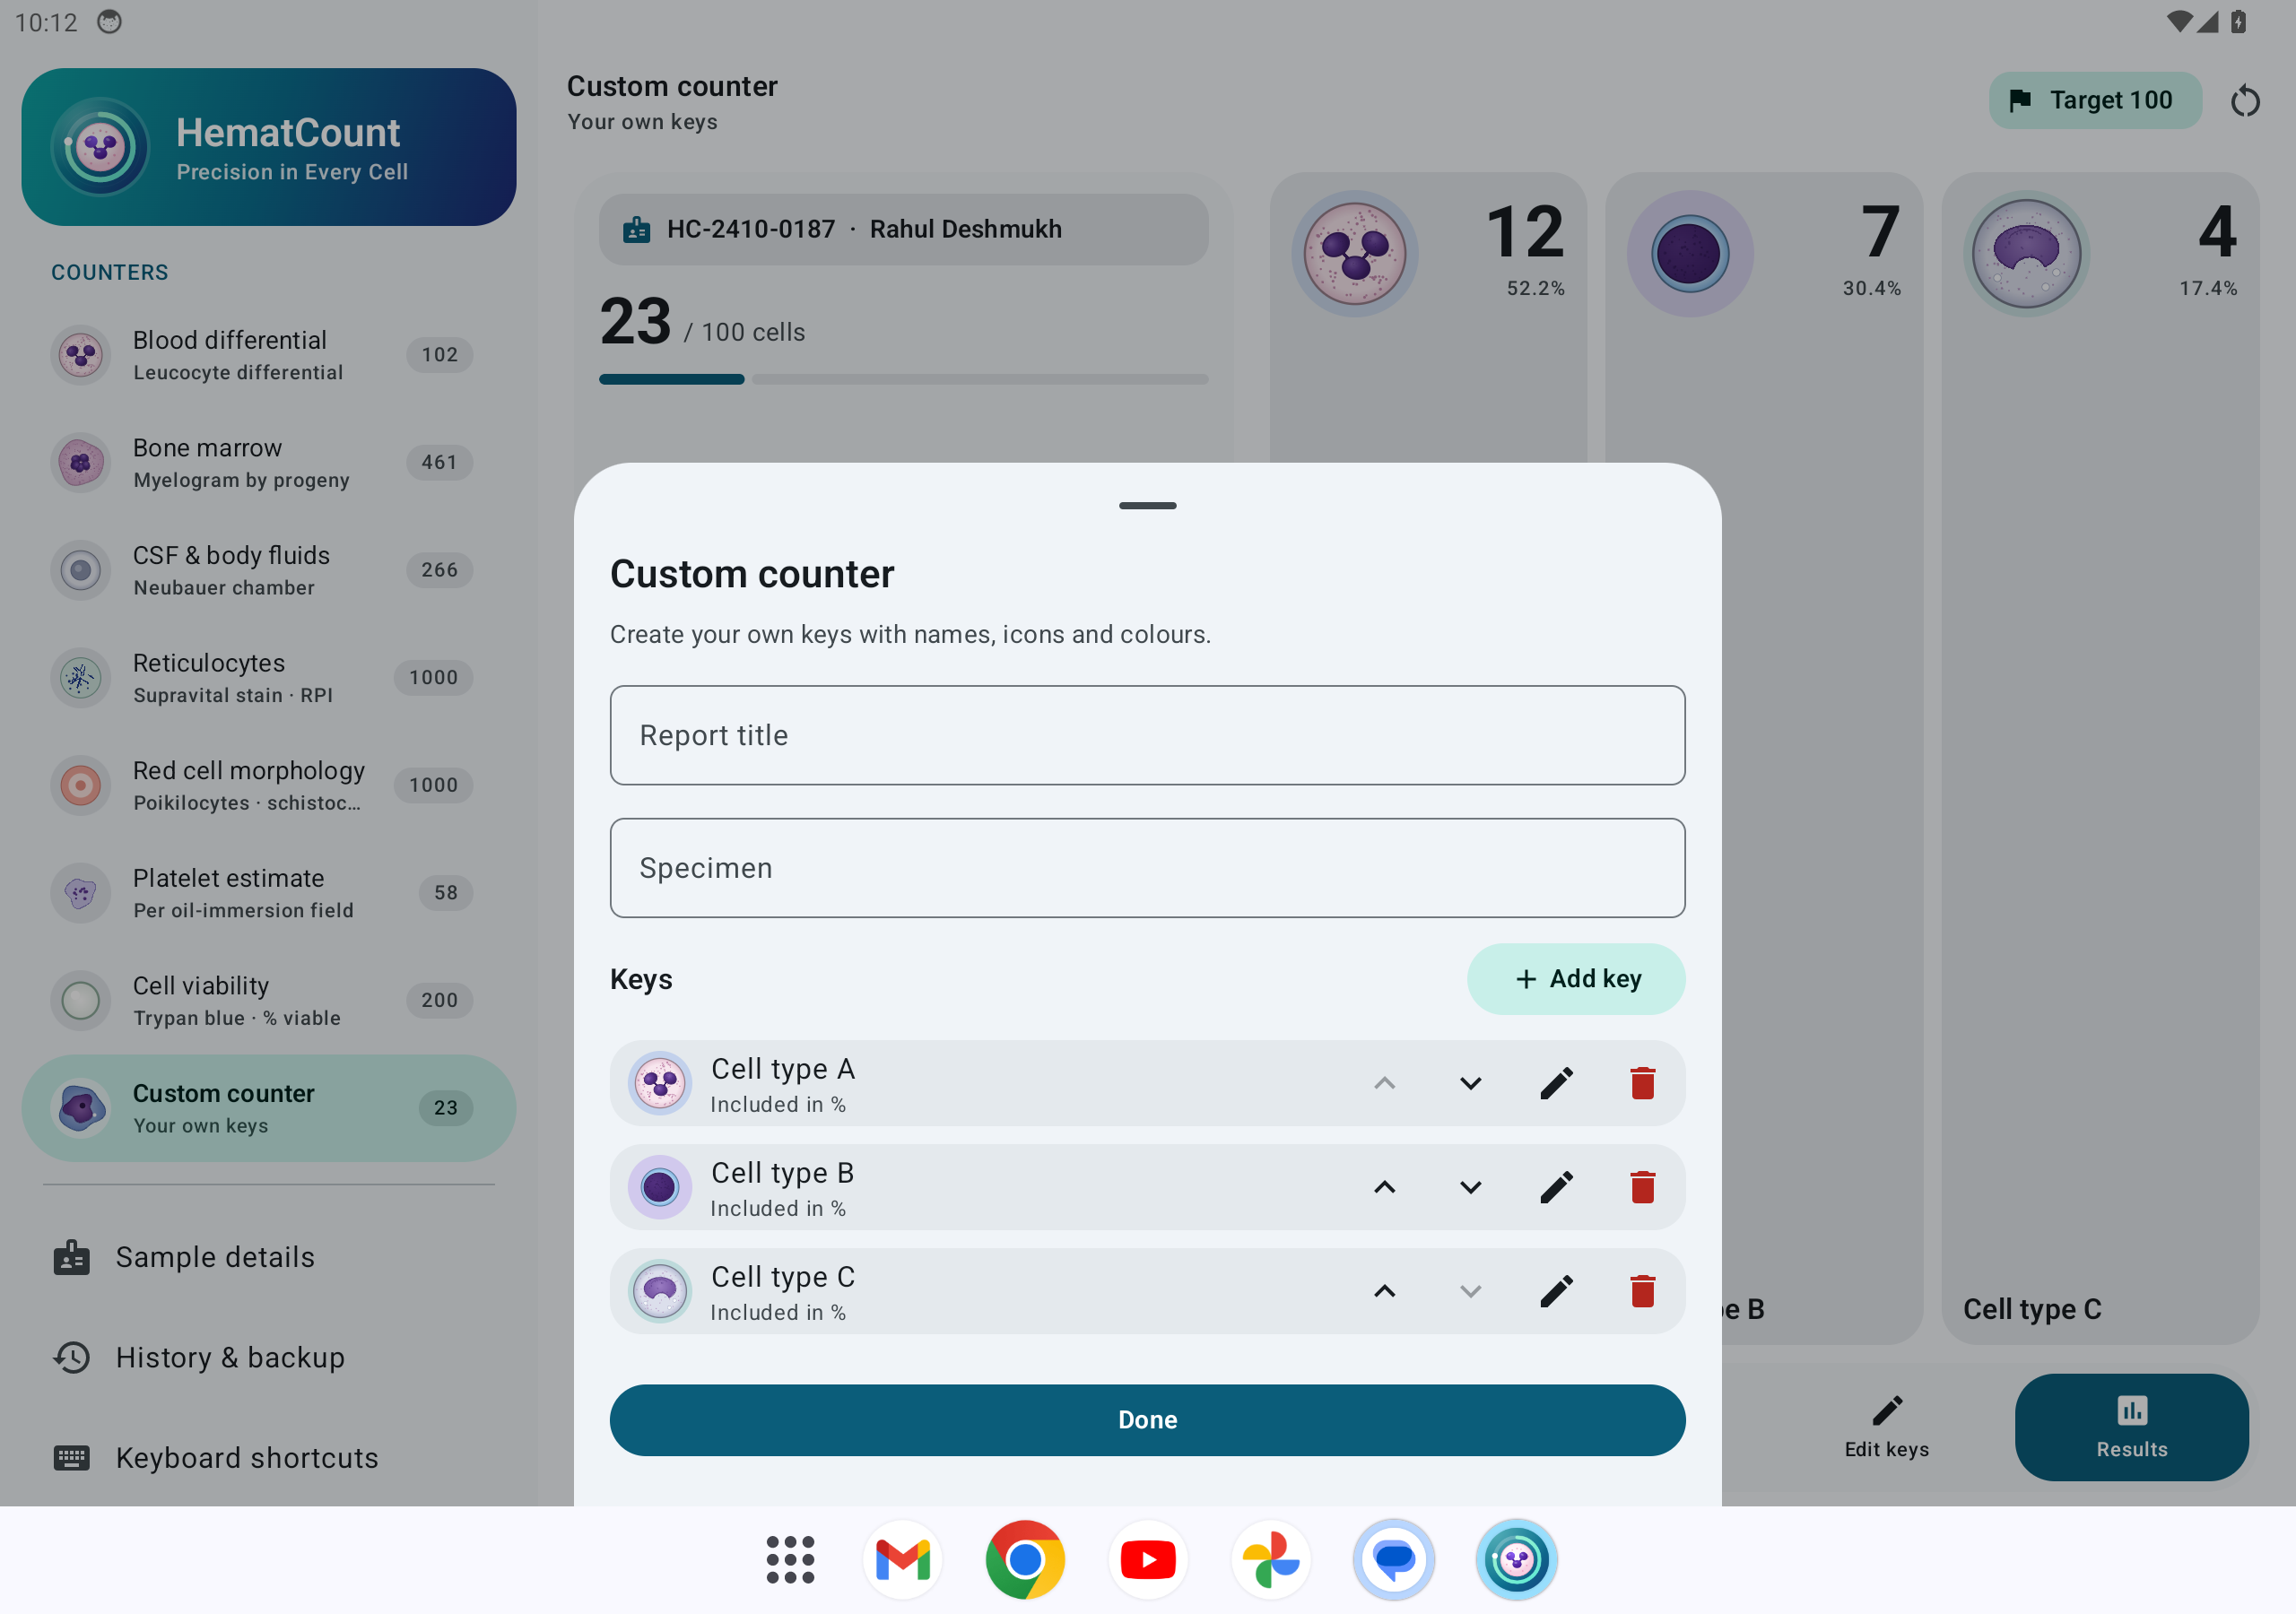 10:12
HematCount
Precision in Every Cell
COUNTERS
Blood differential
Leucocyte differential
102
Bone marrow
Myelogram by progeny
461
CSF & body fluids
Neubauer chamber
266
Reticulocytes
Supravital stain · RPI
1000
Red cell morphology
Poikilocytes · schistoc...
1000
Platelet estimate
Per oil-immersion field
58
Cell viability
Trypan blue · % viable
200
Custom counter
Your own keys
23
Sample details
History & backup
Keyboard shortcuts
Custom counter
Your own keys
Target 100
HC-2410-0187 · Rahul Deshmukh
23 / 100 cells
12
52.2%
7
30.4%
4
17.4%
Custom counter
Create your own keys with names, icons and colours.
Report title
Specimen
Keys
+ Add key
Cell type A
Included in %
Cell type B
Included in %
Cell type C
Included in %
Done
pe B
Cell type C
Edit keys
Results